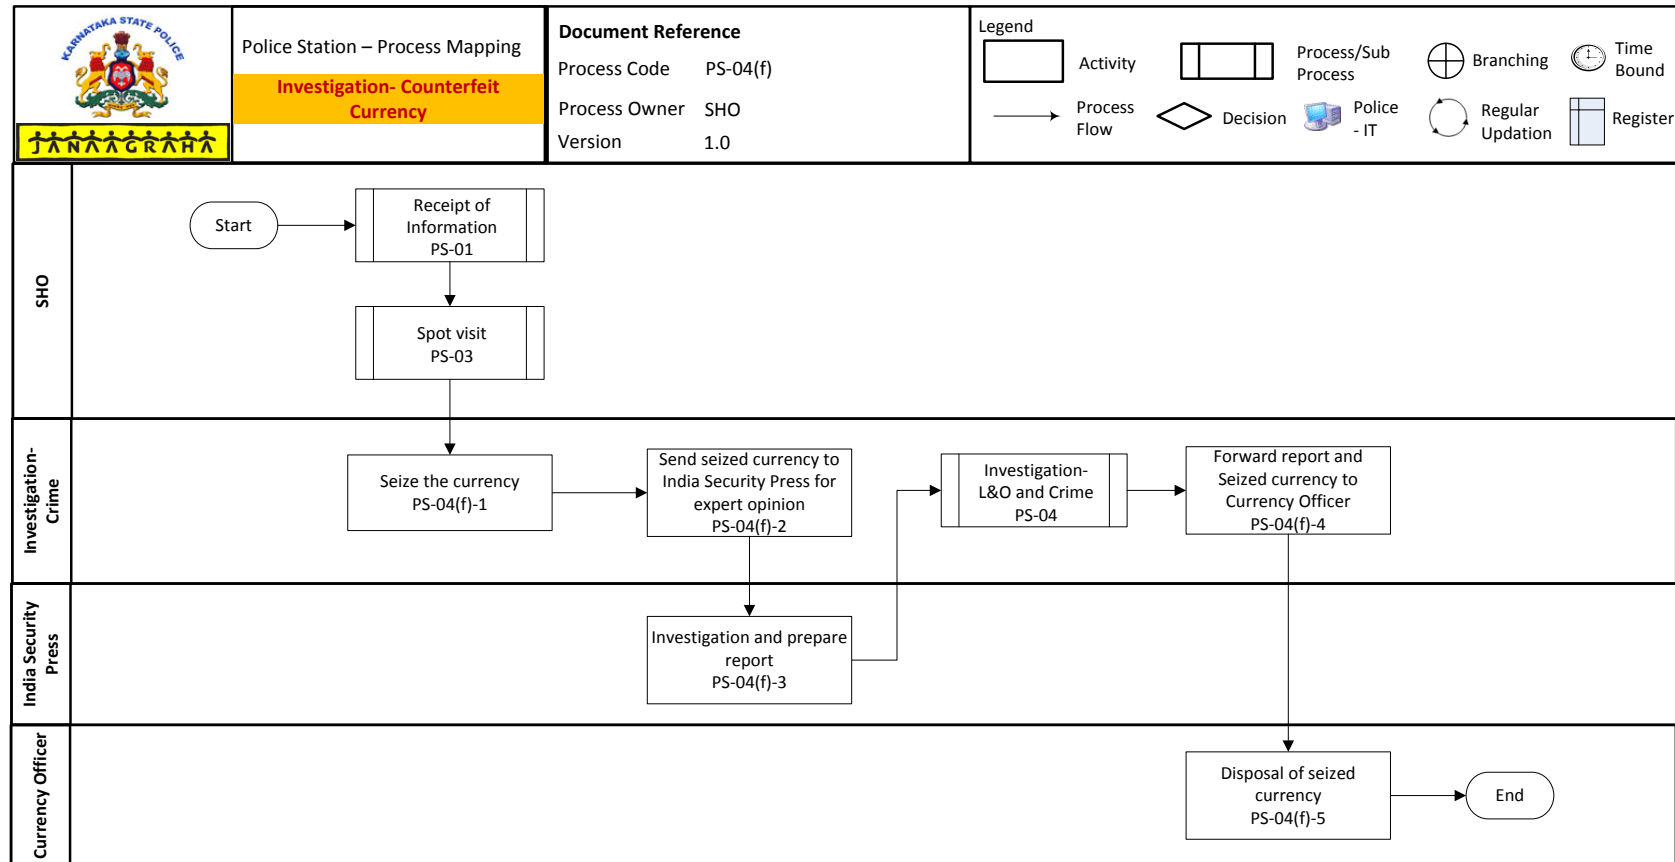 KARNATAKA STATE POLICE
JANAAGRAHA
Police Station – Process Mapping
Investigation- Counterfeit
Currency
Document Reference
Process Code PS-04(f)
Process Owner SHO
Version 1.0
Legend
Activity
Process/Sub
Process
Branching
Time
Bound
Process
Flow
Decision
Police
- IT
Regular
Updation
Register
SHO
Start
Receipt of
Information
PS-01
Spot visit
PS-03
Investigation-
Crime
Seize the currency
PS-04(f)-1
Send seized currency to
India Security Press for
expert opinion
PS-04(f)-2
Investigation-
L&O and Crime
PS-04
Forward report and
Seized currency to
Currency Officer
PS-04(f)-4
India Security
Press
Investigation and prepare
report
PS-04(f)-3
Currency Officer
Disposal of seized
currency
PS-04(f)-5
End